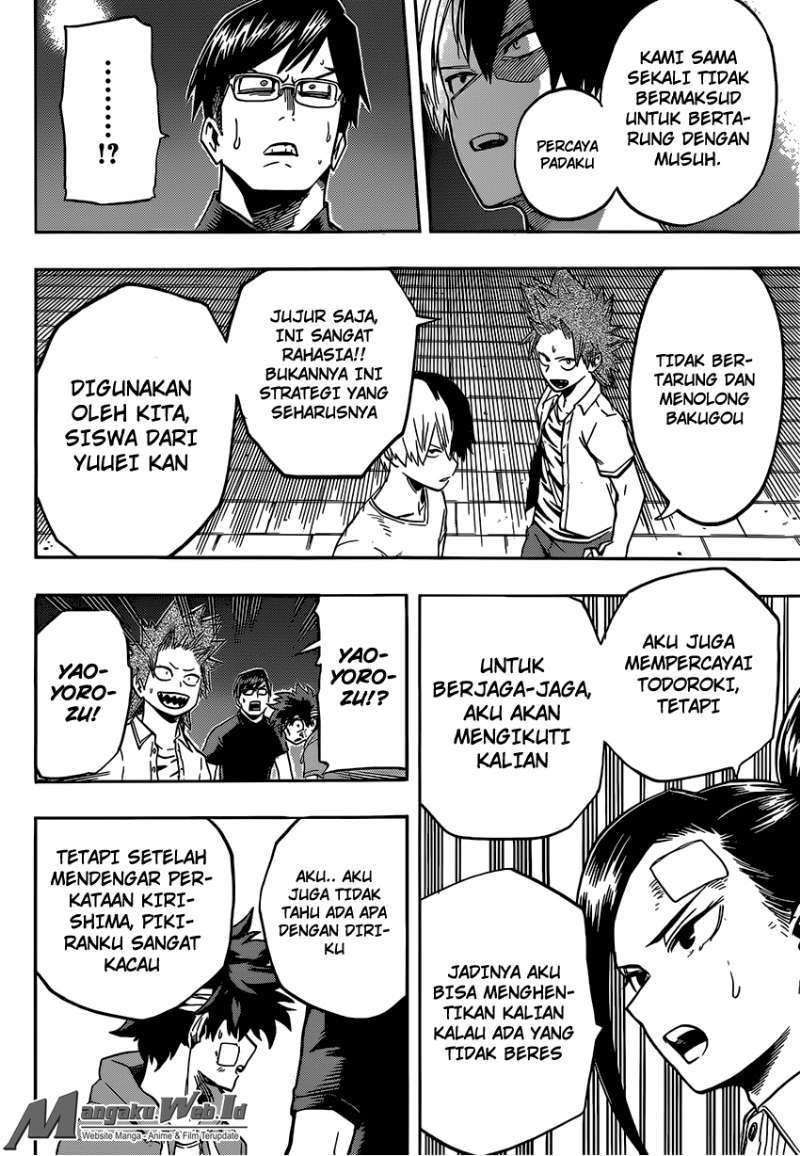 KAMI SAMA
SEKALI TIDAK
BERMAKSUD
UNTUK BERTA-
RUNG DENGAN
MUSUH.
PERCAYA
PADAKU
.........
!?
TIDAK BER-
TARUNG DAN
MENOLONG
BAKUGOU
JUJUR SAJA,
INI SANGAT
RAHASIA!!
BUKANNYA INI
STRATEGI YANG
SEHARUSNYA
DIGUNAKAN
OLEH KITA,
SISWA DARI
YUUEI KAN
AKU JUGA
MEMPERCAYAI
TODOROKI,
TETAPI
UNTUK
BERJAGA-JAGA,
AKU AKAN
MENGIKUTI
KALIAN
YAO-
YORO-
ZU!?
YAO-
YORO-
ZU!
JADINYA AKU
BISA MENGHEN-
TIKAN KALIAN
KALAU ADA YANG
TIDAK BERES
AKU.. AKU
JUGA TIDAK
TAHU ADA APA
DENGAN DIRI-
KU
TETAPI SETELAH
MENDENGAR PER-
KATAAN KIRI-
SHIMA, PIKI-
RANKU SANGAT
KACAU
Mangaku Web.Id
Website Manga - Anime & Film Terupdate